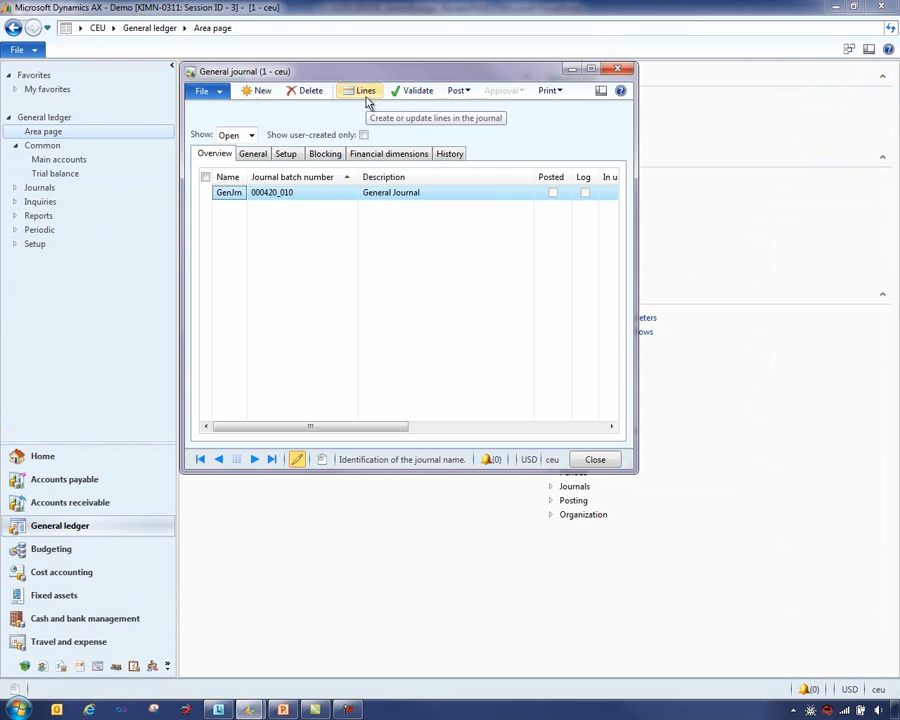 Microsoft Dynamics AX - Demo [KIMN-0311: Session ID - 3] - [1 - ceu]
CEU
General ledger
Area page
File
Favorites
My favorites
General ledger
Area page
Common
Main accounts
Trial balance
Journals
Inquiries
Reports
Periodic
Setup
Home
Accounts payable
Accounts receivable
General ledger
Budgeting
Cost accounting
Fixed assets
Cash and bank management
Travel and expense
General journal (1 - ceu)
File
New
Delete
Lines
Validate
Post
Approval
Print
Create or update lines in the journal
Show: Open
Show user-created only:
Overview
General
Setup
Blocking
Financial dimensions
History
Name
Journal batch number
Description
Posted
Log
In u
GenJrn
000420_010
General Journal
Identification of the journal name.
(0)
USD
ceu
Close
meters
ows
Journals
Posting
Organization
(0)
USD
ceu